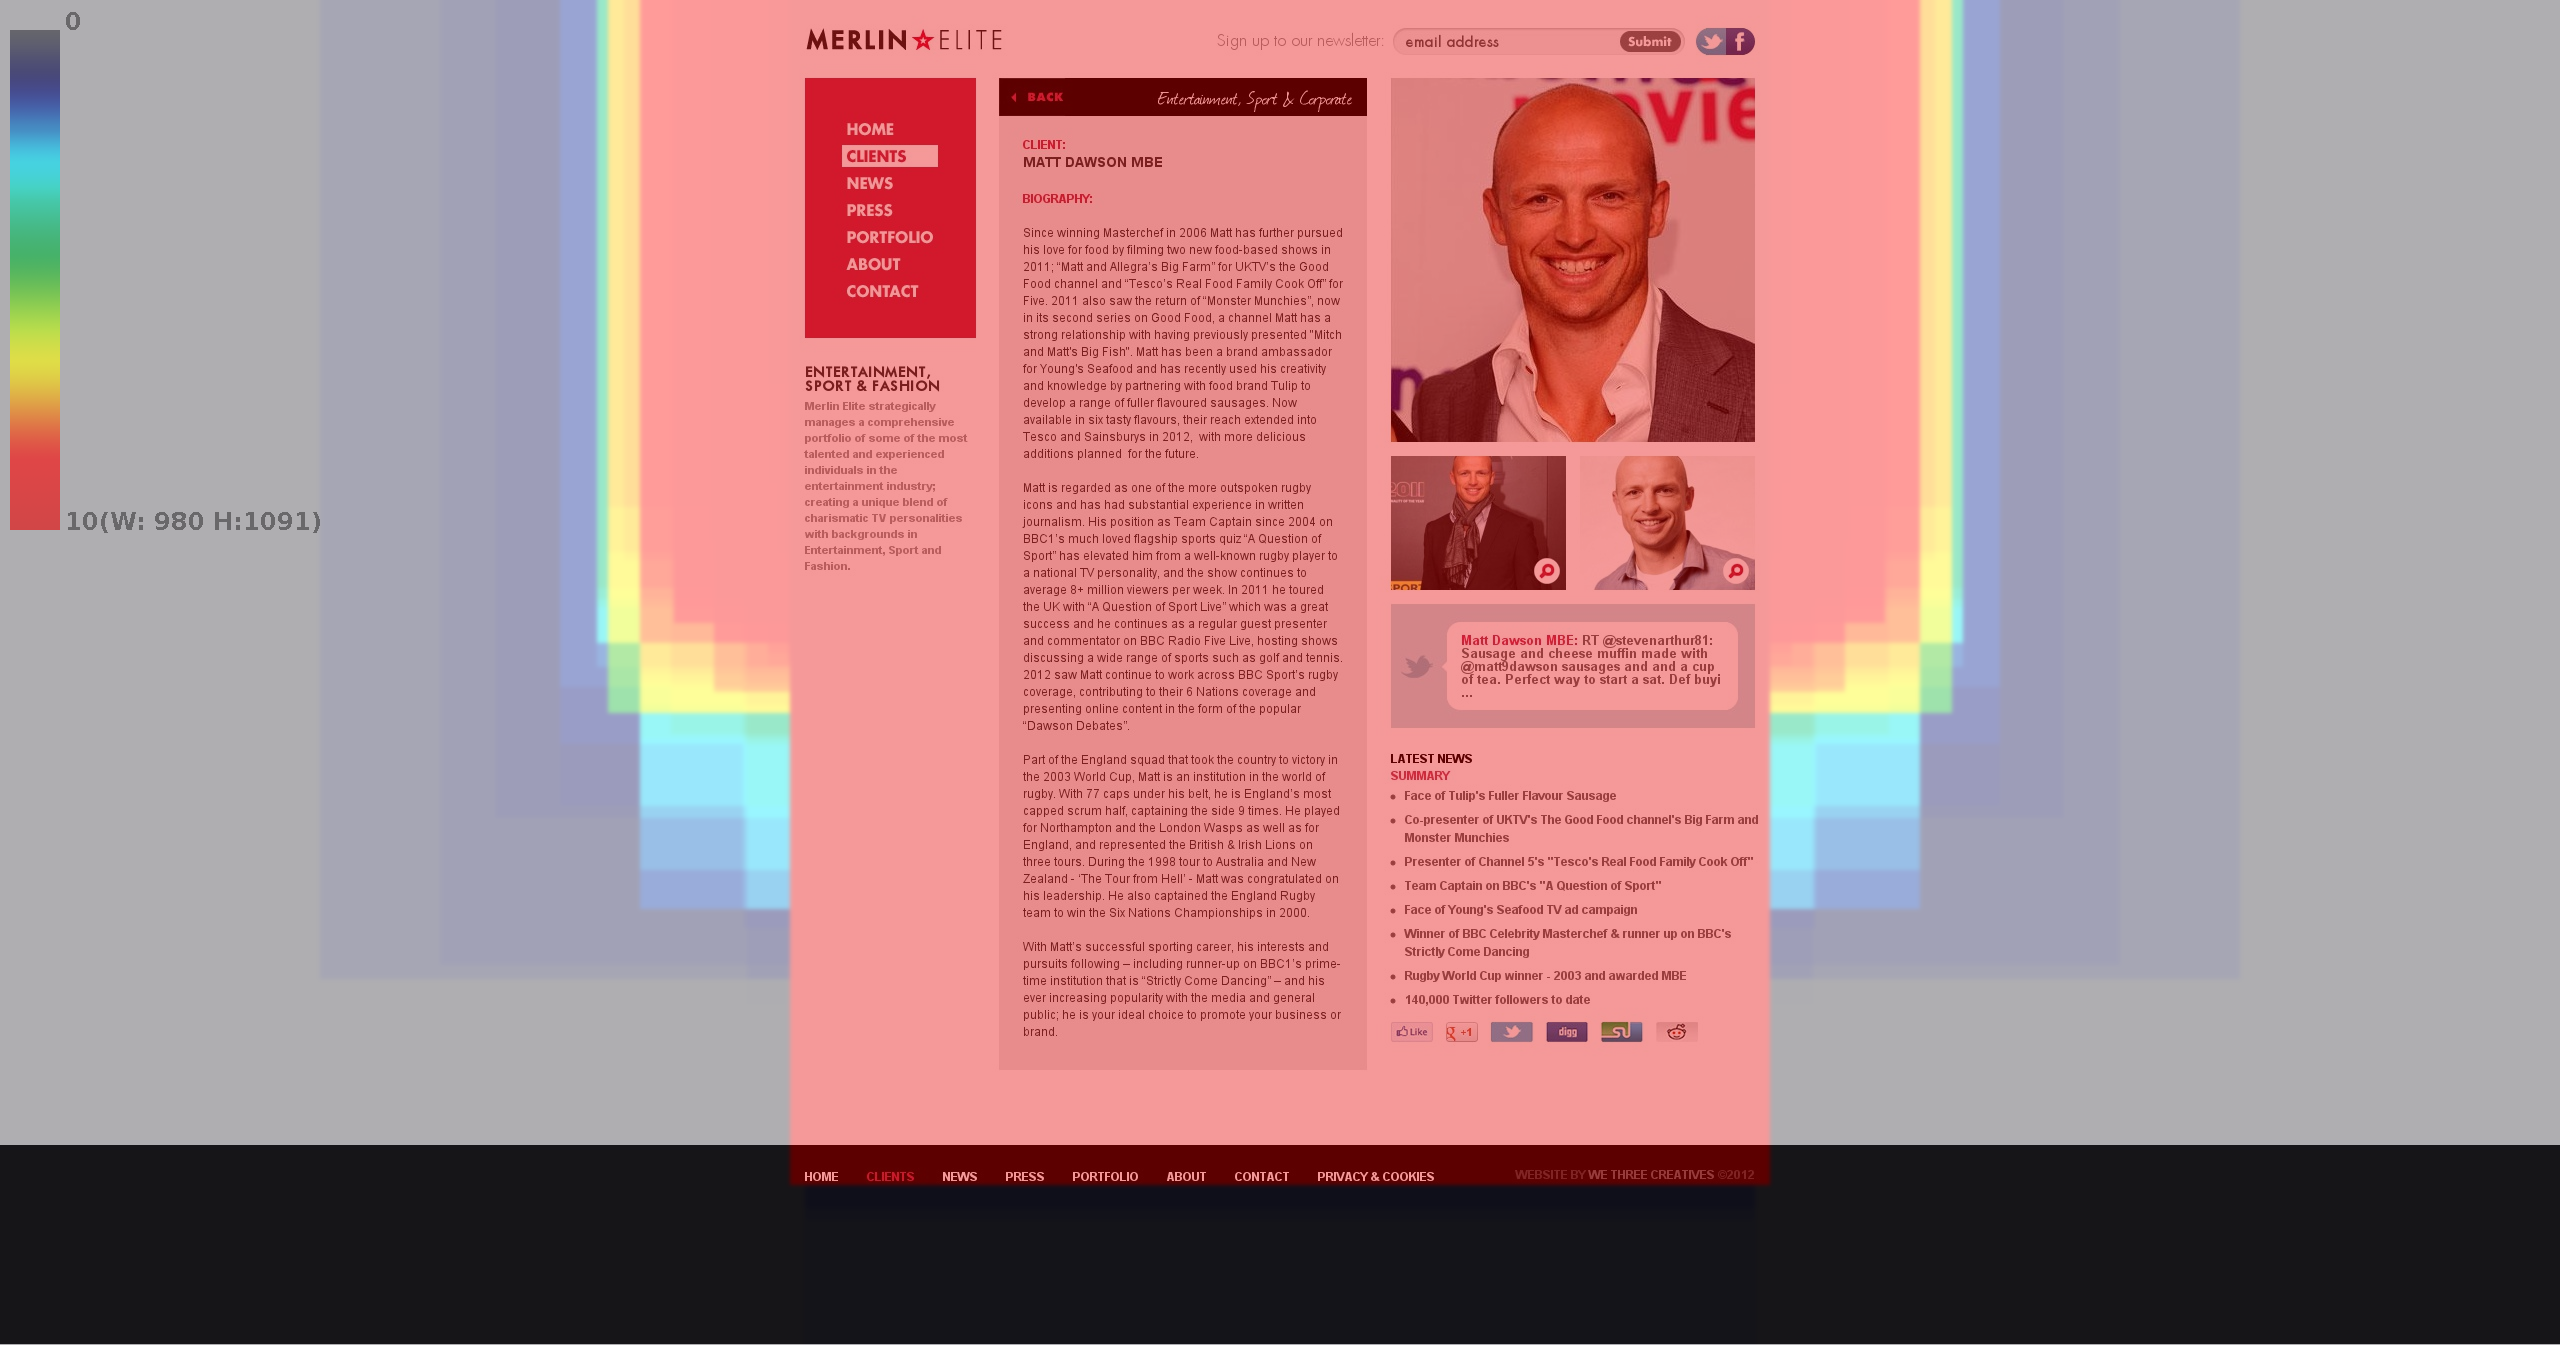 0
10(W: 980 H:1091)
MERLIN ELITE
Sign up to our newsletter:
email address
Submit
HOME
CLIENTS
NEWS
PRESS
PORTFOLIO
ABOUT
CONTACT
ENTERTAINMENT,
SPORT & FASHION
Merlin Elite strategically
manages a comprehensive
portfolio of some of the most
talented and experienced
individuals in the
entertainment industry;
creating a unique blend of
charismatic TV personalities
with backgrounds in
Entertainment, Sport and
Fashion.
BACK
Entertainment, Sport & Corporate
CLIENT:
MATT DAWSON MBE
BIOGRAPHY:
Since winning Masterchef in 2006 Matt has further pursued
his love for food by filming two new food-based shows in
2011; “Matt and Allegra’s Big Farm” for UKTV’s the Good
Food channel and “Tesco’s Real Food Family Cook Off” for
Five. 2011 also saw the return of “Monster Munchies”, now
in its second series on Good Food, a channel Matt has a
strong relationship with having previously presented "Mitch
and Matt's Big Fish". Matt has been a brand ambassador
for Young's Seafood and has recently used his creativity
and knowledge by partnering with food brand Tulip to
develop a range of fuller flavoured sausages. Now
available in six tasty flavours, their reach extended into
Tesco and Sainsburys in 2012,  with more delicious
additions planned  for the future.
Matt is regarded as one of the more outspoken rugby
icons and has had substantial experience in written
journalism. His position as Team Captain since 2004 on
BBC1’s much loved flagship sports quiz “A Question of
Sport” has elevated him from a well-known rugby player to
a national TV personality, and the show continues to
average 8+ million viewers per week. In 2011 he toured
the UK with “A Question of Sport Live” which was a great
success and he continues as a regular guest presenter
and commentator on BBC Radio Five Live, hosting shows
discussing a wide range of sports such as golf and tennis.
2012 saw Matt continue to work across BBC Sport’s rugby
coverage, contributing to their 6 Nations coverage and
presenting online content in the form of the popular
“Dawson Debates”.
Part of the England squad that took the country to victory in
the 2003 World Cup, Matt is an institution in the world of
rugby. With 77 caps under his belt, he is England’s most
capped scrum half, captaining the side 9 times. He played
for Northampton and the London Wasps as well as for
England, and represented the British & Irish Lions on
three tours. During the 1998 tour to Australia and New
Zealand - ‘The Tour from Hell’ - Matt was congratulated on
his leadership. He also captained the England Rugby
team to win the Six Nations Championships in 2000.
With Matt’s successful sporting career, his interests and
pursuits following – including runner-up on BBC1’s prime-
time institution that is “Strictly Come Dancing” – and his
ever increasing popularity with the media and general
public; he is your ideal choice to promote your business or
brand.
2011
Matt Dawson MBE: RT @stevenarthur81:
Sausage and cheese muffin made with
@matt9dawson sausages and and a cup
of tea. Perfect way to start a sat. Def buyi
...
LATEST NEWS
SUMMARY
Face of Tulip's Fuller Flavour Sausage
Co-presenter of UKTV's The Good Food channel's Big Farm and
Monster Munchies
Presenter of Channel 5's "Tesco's Real Food Family Cook Off"
Team Captain on BBC's "A Question of Sport"
Face of Young's Seafood TV ad campaign
Winner of BBC Celebrity Masterchef & runner up on BBC's
Strictly Come Dancing
Rugby World Cup winner - 2003 and awarded MBE
140,000 Twitter followers to date
Like
g +1
digg
HOME CLIENTS NEWS PRESS PORTFOLIO ABOUT CONTACT PRIVACY & COOKIES
WEBSITE BY WE THREE CREATIVES ©2012